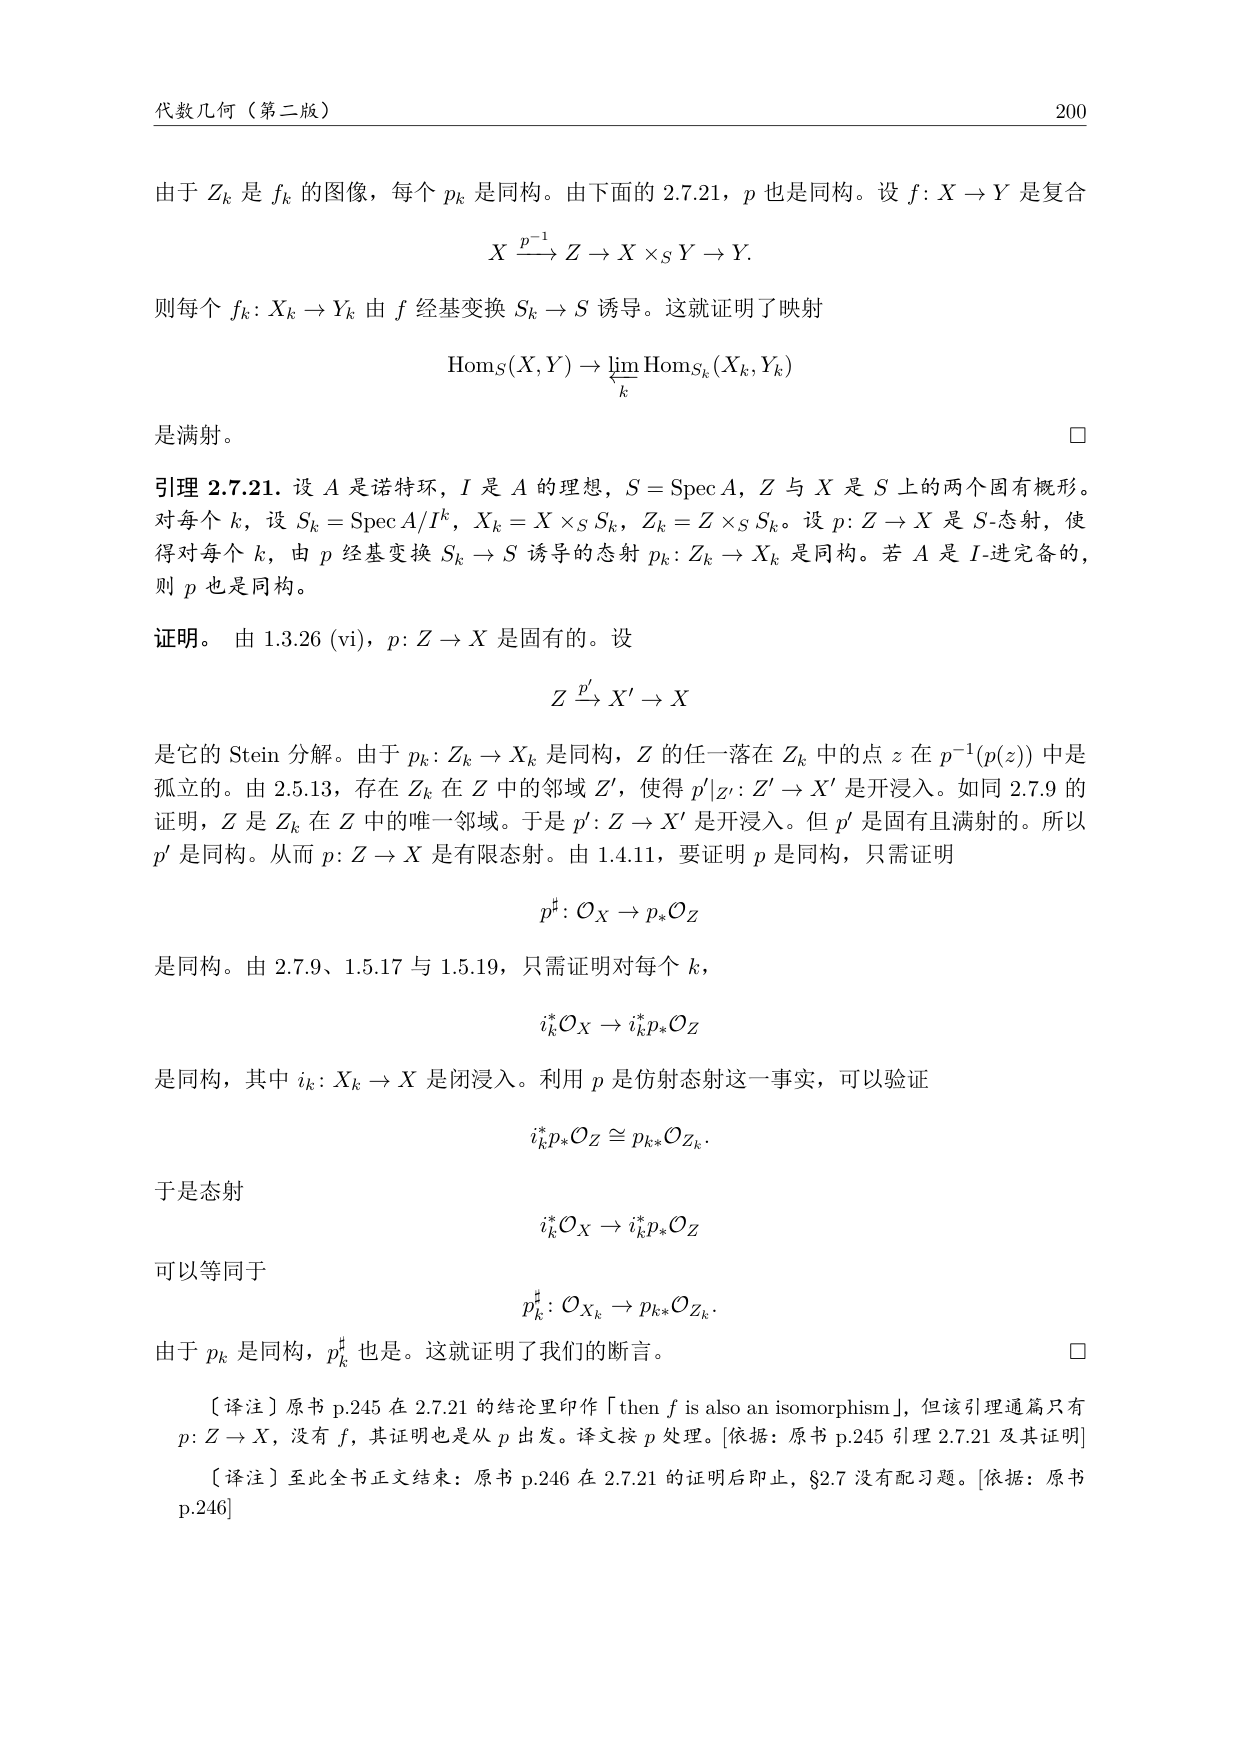 代数几何（第二版） 200
由于 Z_k 是 f_k 的图像，每个 p_k 是同构。由下面的 2.7.21，p 也是同构。设 f: X → Y 是复合
X \xrightarrow{p^{-1}} Z → X ×_S Y → Y.
则每个 f_k: X_k → Y_k 由 f 经基变换 S_k → S 诱导。这就证明了映射
Hom_S(X, Y) → \varprojlim_k Hom_{S_k}(X_k, Y_k)
是满射。 □
引理 2.7.21. 设 A 是诺特环，I 是 A 的理想，S = Spec A，Z 与 X 是 S 上的两个固有概形。
对每个 k，设 S_k = Spec A/I^k，X_k = X ×_S S_k，Z_k = Z ×_S S_k。设 p: Z → X 是 S-态射，使
得对每个 k，由 p 经基变换 S_k → S 诱导的态射 p_k: Z_k → X_k 是同构。若 A 是 I-进完备的，
则 p 也是同构。
证明。 由 1.3.26 (vi)，p: Z → X 是固有的。设
Z \xrightarrow{p′} X′ → X
是它的 Stein 分解。由于 p_k: Z_k → X_k 是同构，Z 的任一落在 Z_k 中的点 z 在 p^{-1}(p(z)) 中是
孤立的。由 2.5.13，存在 Z_k 在 Z 中的邻域 Z′，使得 p′|_{Z′}: Z′ → X′ 是开浸入。如同 2.7.9 的
证明，Z 是 Z_k 在 Z 中的唯一邻域。于是 p′: Z → X′ 是开浸入。但 p′ 是固有且满射的。所以
p′ 是同构。从而 p: Z → X 是有限态射。由 1.4.11，要证明 p 是同构，只需证明
p^♯: 𝒪_X → p_*𝒪_Z
是同构。由 2.7.9、1.5.17 与 1.5.19，只需证明对每个 k，
i_k^*𝒪_X → i_k^*p_*𝒪_Z
是同构，其中 i_k: X_k → X 是闭浸入。利用 p 是仿射态射这一事实，可以验证
i_k^*p_*𝒪_Z ≅ p_{k*}𝒪_{Z_k}.
于是态射
i_k^*𝒪_X → i_k^*p_*𝒪_Z
可以等同于
p_k^♯: 𝒪_{X_k} → p_{k*}𝒪_{Z_k}.
由于 p_k 是同构，p_k^♯ 也是。这就证明了我们的断言。 □
〔译注〕原书 p.245 在 2.7.21 的结论里印作「then f is also an isomorphism」，但该引理通篇只有
p: Z → X，没有 f，其证明也是从 p 出发。译文按 p 处理。[依据：原书 p.245 引理 2.7.21 及其证明]
〔译注〕至此全书正文结束：原书 p.246 在 2.7.21 的证明后即止，§2.7 没有配习题。[依据：原书
p.246]